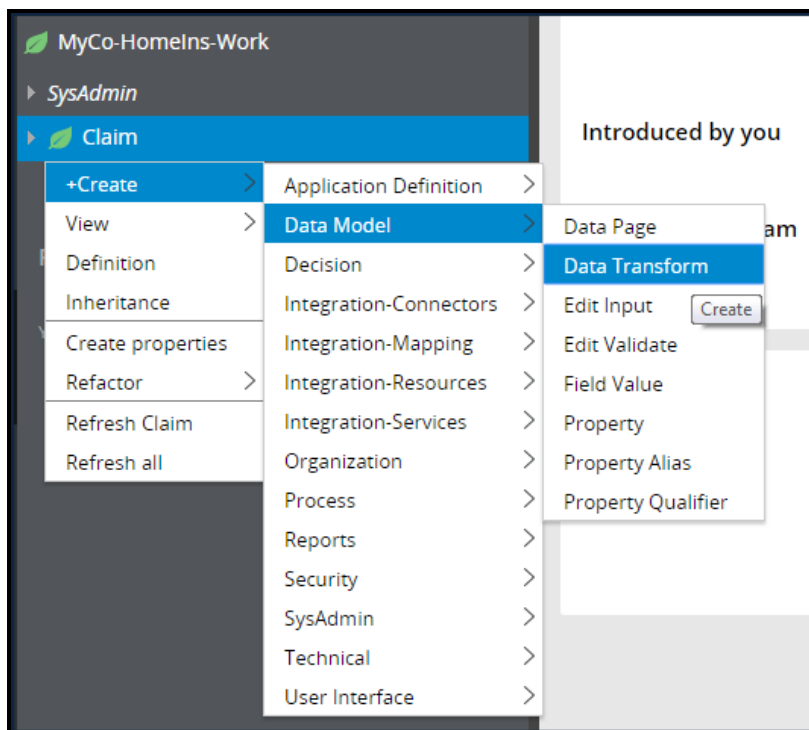 MyCo-HomeIns-Work
SysAdmin
Claim
Introduced by you
+Create
View
Definition
Inheritance
Create properties
Refactor
Refresh Claim
Refresh all
Application Definition
Data Model
Decision
Integration-Connectors
Integration-Mapping
Integration-Resources
Integration-Services
Organization
Process
Reports
Security
SysAdmin
Technical
User Interface
Data Page
Data Transform
Edit Input
Create
Edit Validate
Field Value
Property
Property Alias
Property Qualifier
am